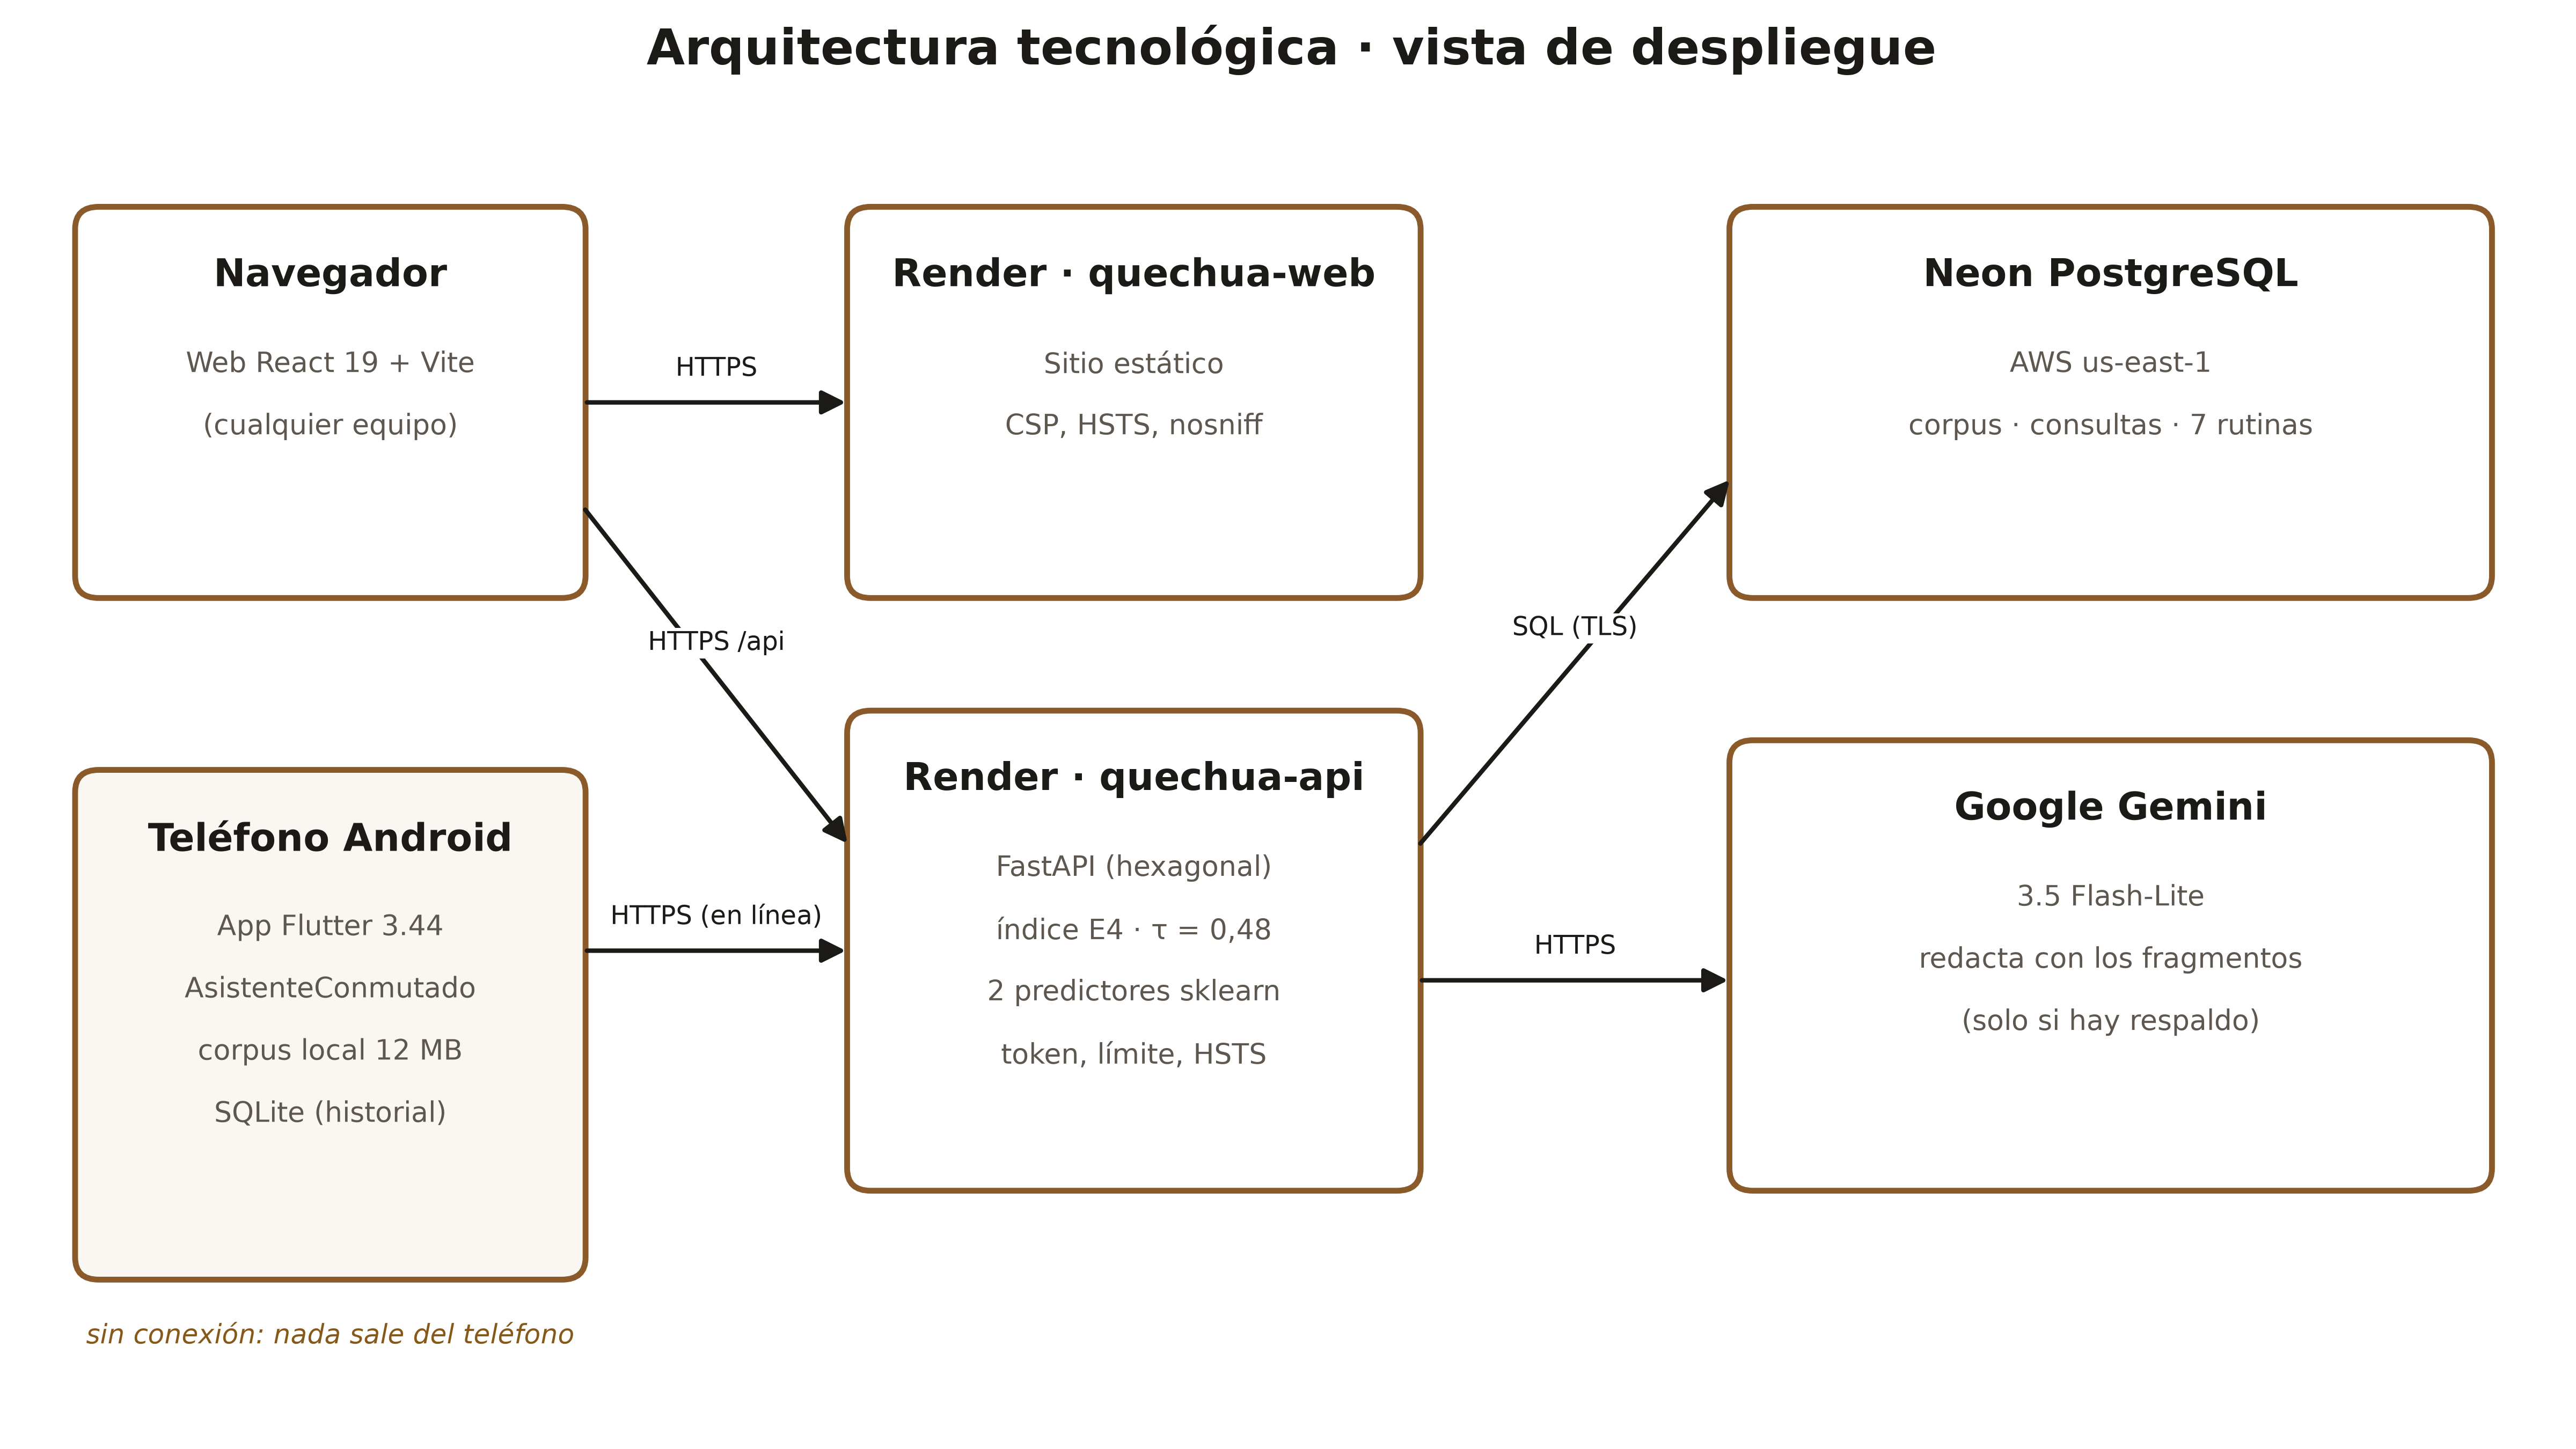 Arquitectura tecnológica · vista de despliegue
Navegador
Web React 19 + Vite
(cualquier equipo)
HTTPS
Render · quechua-web
Sitio estático
CSP, HSTS, nosniff
Neon PostgreSQL
AWS us-east-1
corpus · consultas · 7 rutinas
HTTPS /api
SQL (TLS)
Teléfono Android
App Flutter 3.44
AsistenteConmutado
corpus local 12 MB
SQLite (historial)
HTTPS (en línea)
Render · quechua-api
FastAPI (hexagonal)
índice E4 · τ = 0,48
2 predictores sklearn
token, límite, HSTS
HTTPS
Google Gemini
3.5 Flash-Lite
redacta con los fragmentos
(solo si hay respaldo)
sin conexión: nada sale del teléfono